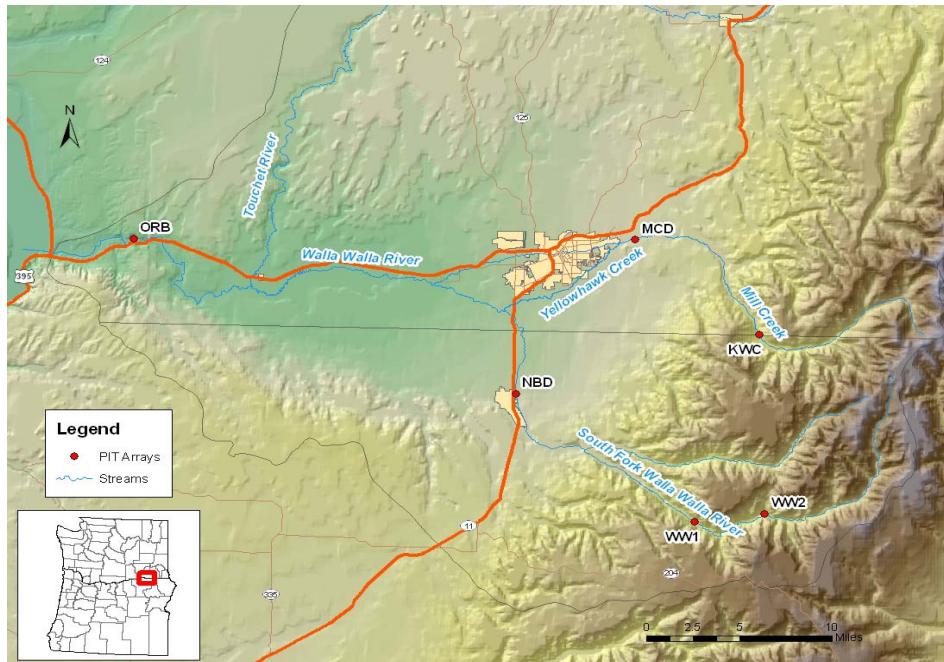 124
N
125
Touchet River
ORB
MCD
Walla Walla River
395
Yellowhawk Creek
Mill Creek
KWC
NBD
Legend
PIT Arrays
Streams
South Fork Walla Walla River
WW2
WW1
11
204
335
0 2.5 5 10
Miles